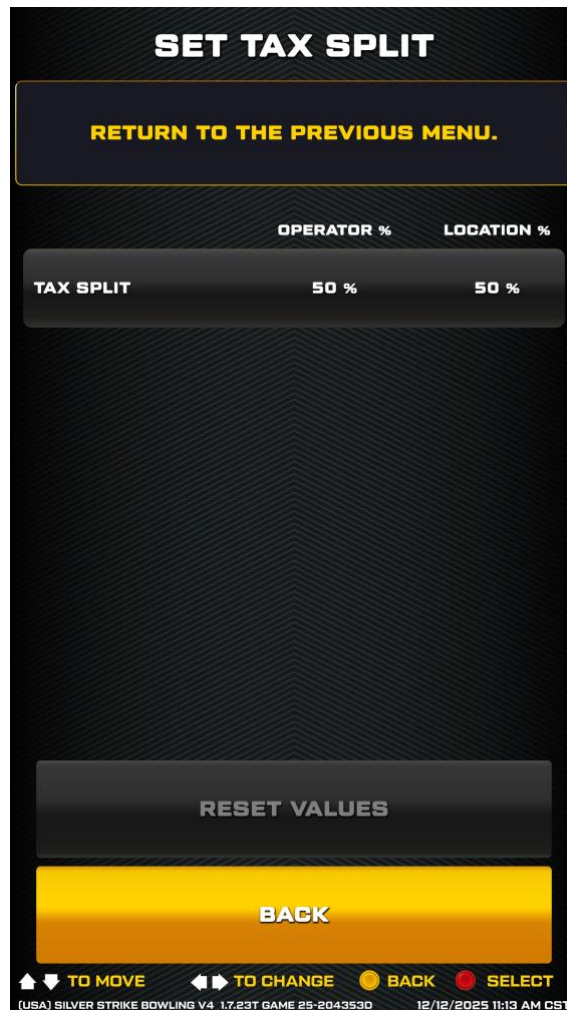 SET TAX SPLIT
RETURN TO THE PREVIOUS MENU.
OPERATOR % LOCATION %
TAX SPLIT 50 % 50 %
RESET VALUES
BACK
TO MOVE TO CHANGE BACK SELECT
(USA) SILVER STRIKE BOWLING V4 1.7.23T GAME 25-204353D 12/12/2025 11:13 AM CST